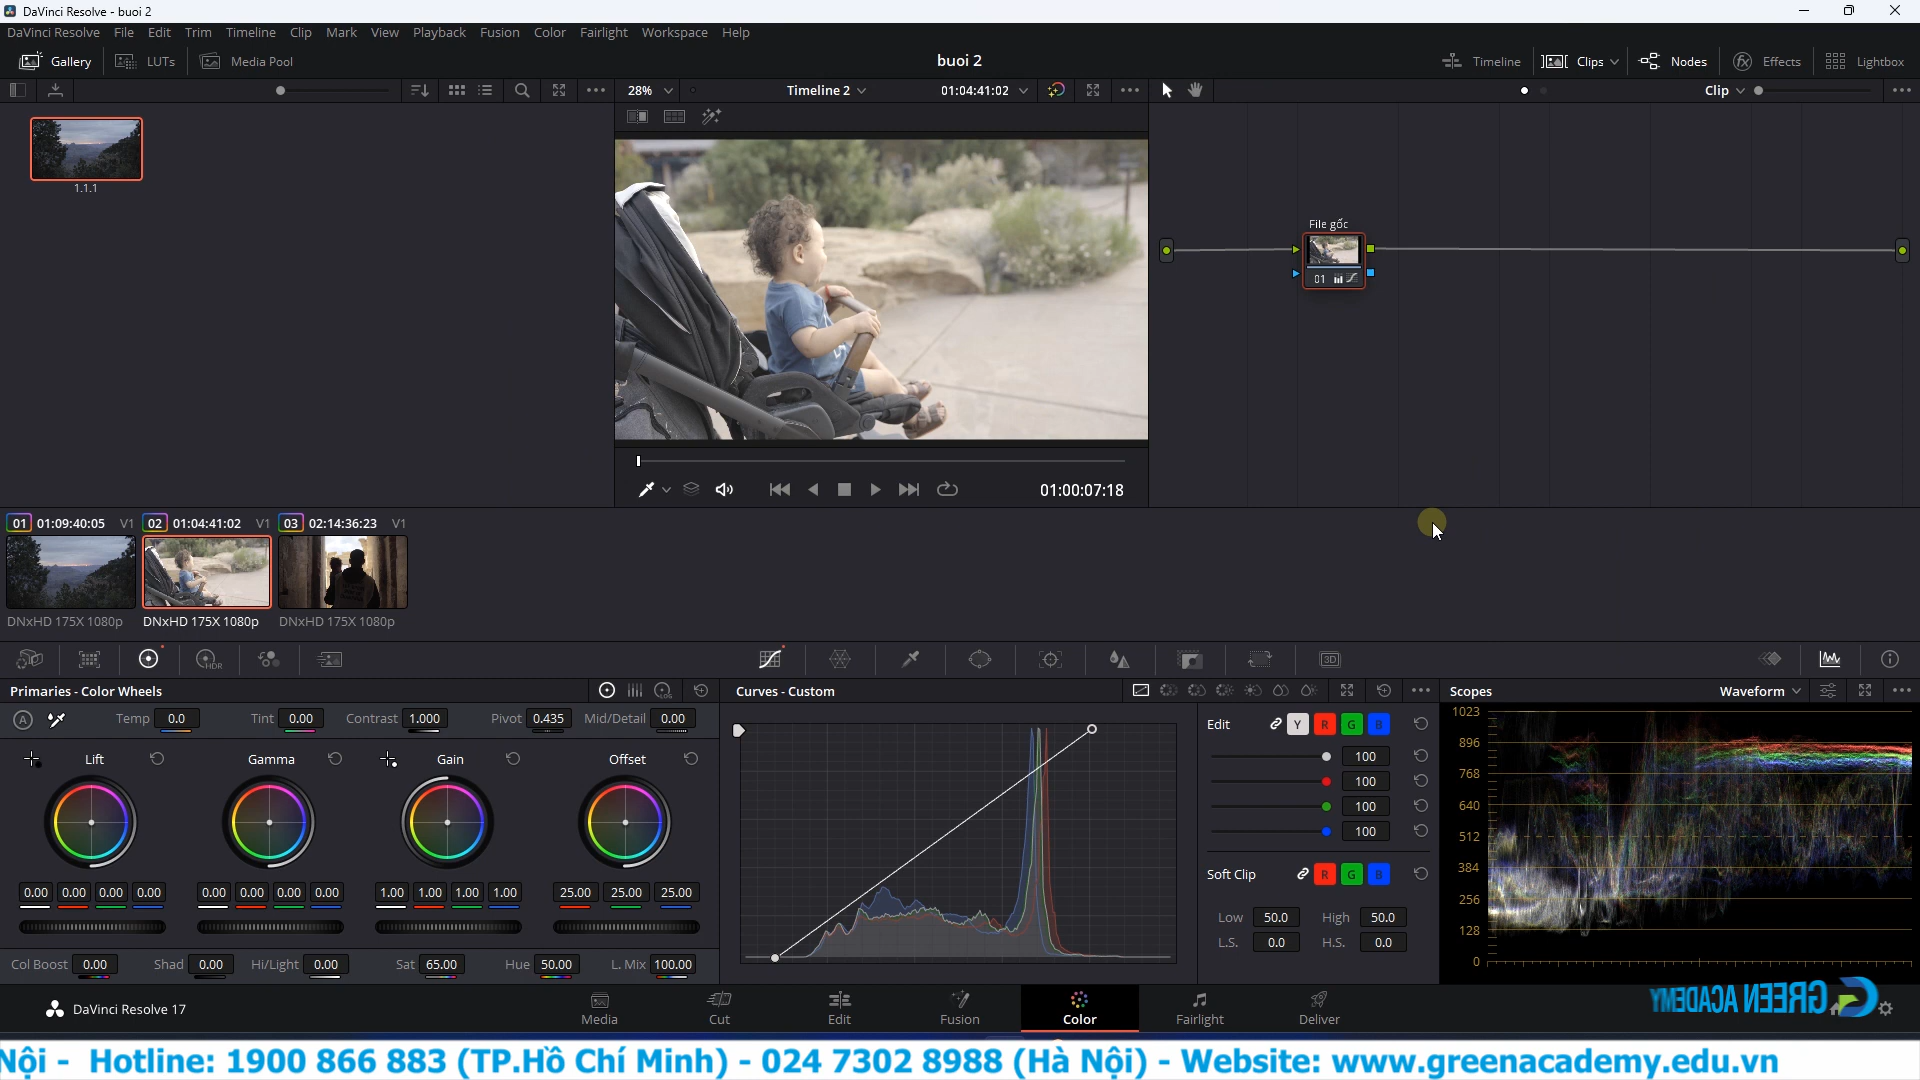 DaVinci Resolve - buoi 2
DaVinci Resolve File Edit Trim Timeline Clip Mark View Playback Fusion Color Fairlight Workspace Help
Gallery LUTs Media Pool buoi 2 Timeline Clips Nodes Effects Lightbox
28% Timeline 2 01:04:41:02 Clip
1.1.1
File gốc
01
01:00:07:18
01 01:09:40:05 V1 02 01:04:41:02 V1 03 02:14:36:23 V1
DNxHD 175X 1080p DNxHD 175X 1080p DNxHD 175X 1080p
HDR 3D
Primaries - Color Wheels LOG Curves - Custom Scopes Waveform
A Temp 0.0 Tint 0.00 Contrast 1.000 Pivot 0.435 Mid/Detail 0.00
Lift Gamma Gain Offset
0.00 0.00 0.00 0.00 0.00 0.00 0.00 0.00 1.00 1.00 1.00 1.00 25.00 25.00 25.00
Col Boost 0.00 Shad 0.00 Hi/Light 0.00 Sat 65.00 Hue 50.00 L. Mix 100.00
Edit Y R G B
100
100
100
100
Soft Clip R G B
Low 50.0 High 50.0
L.S. 0.0 H.S. 0.0
1023
896
768
640
512
384
256
128
0
DaVinci Resolve 17 Media Cut Edit Fusion Color Fairlight Deliver
GREEN ACADEMY
Nội - Hotline: 1900 866 883 (TP.Hồ Chí Minh) - 024 7302 8988 (Hà Nội) - Website: www.greenacademy.edu.vn